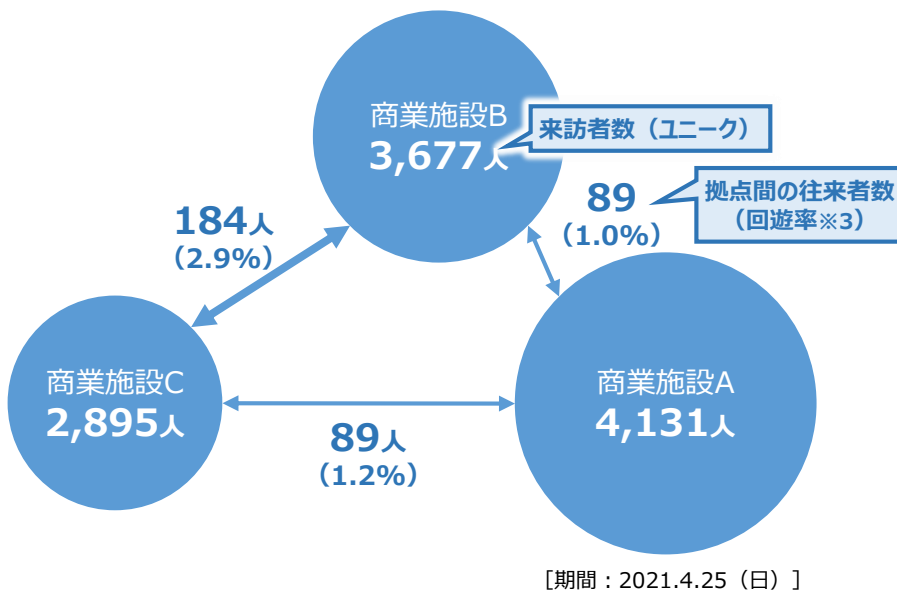 商業施設B
3,677人
来訪者数（ユニーク）
184人
（2.9%）
89
（1.0%）
拠点間の往来者数
（回遊率※3）
商業施設C
2,895人
89人
（1.2%）
商業施設A
4,131人
［期間：2021.4.25（日）］